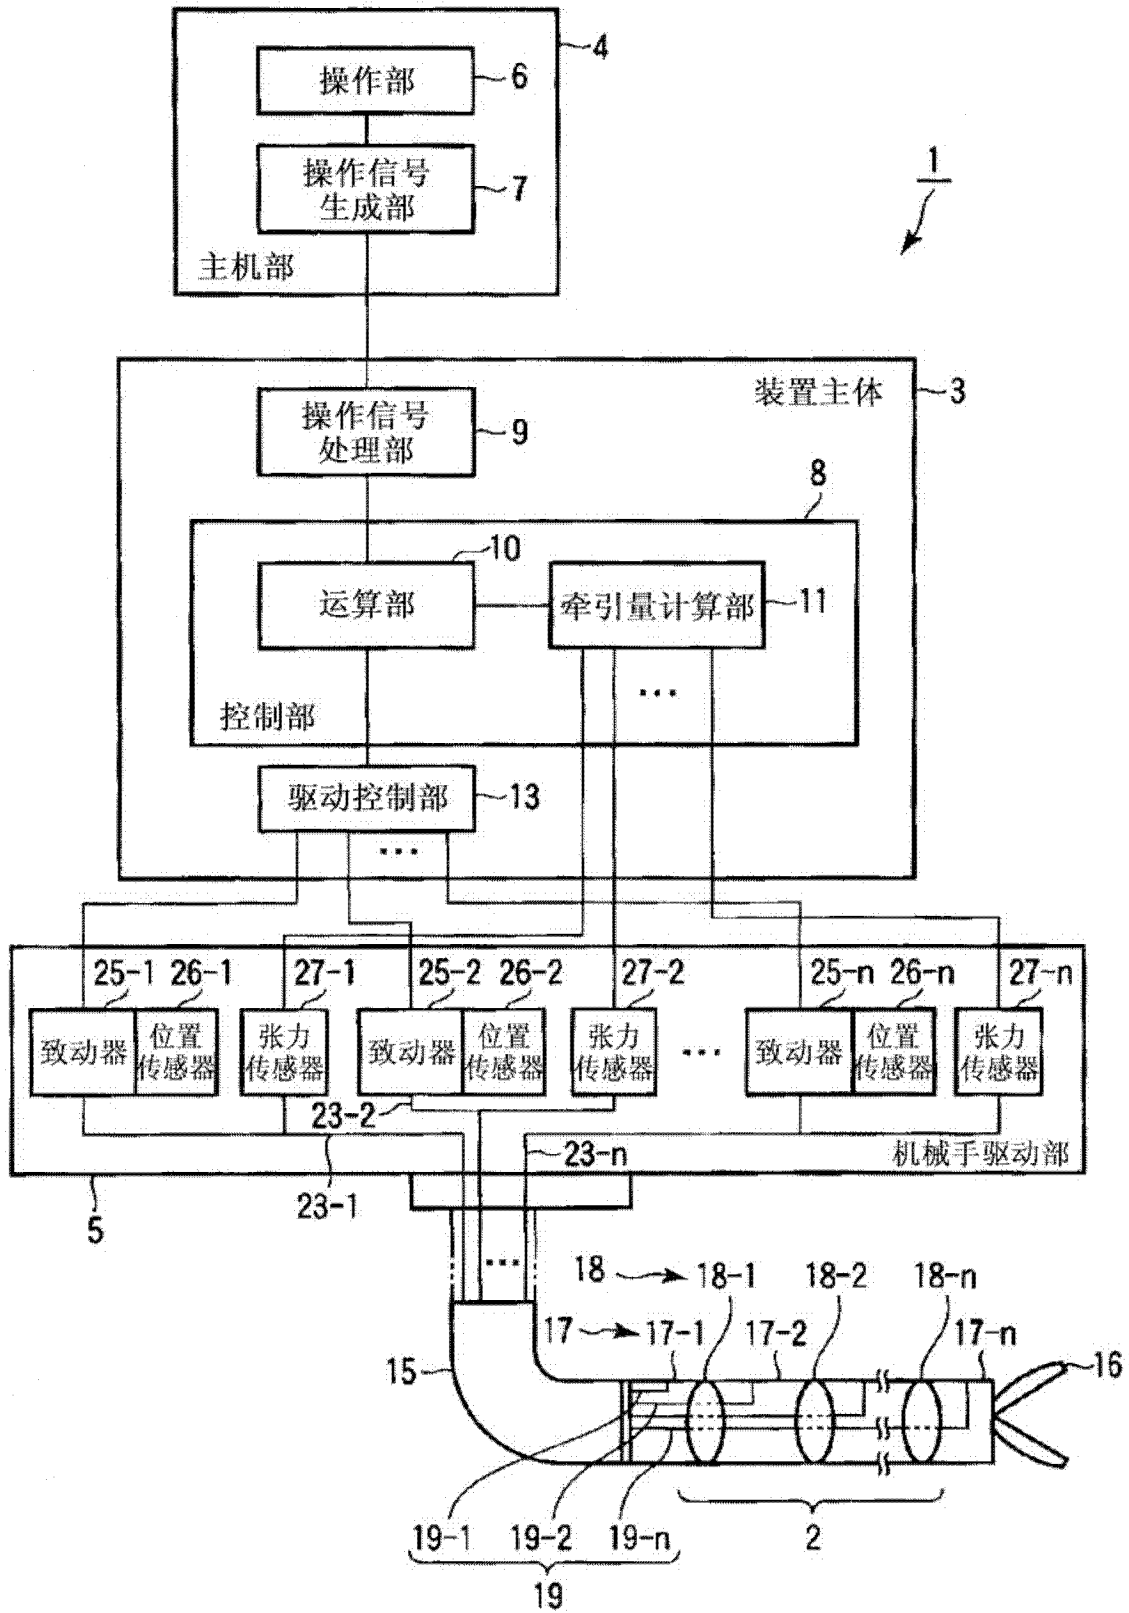 4
操作部
6
操作信号
生成部
7
主机部
1
装置主体
3
操作信号
处理部
9
8
10
运算部
牵引量计算部
11
控制部
驱动控制部
13
25-1
26-1
27-1
25-2
26-2
27-2
25-n
26-n
27-n
致动器
位置
传感器
张力
传感器
致动器
位置
传感器
张力
传感器
致动器
位置
传感器
张力
传感器
23-2
23-n
机械手驱动部
23-1
5
18
18-1
18-2
18-n
17
17-1
17-2
17-n
15
16
19-1
19-2
19-n
2
19